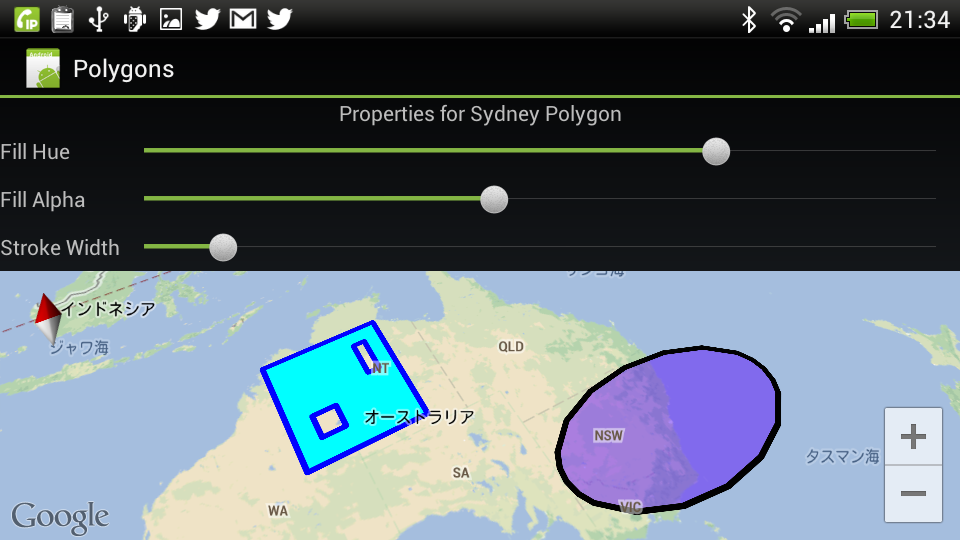 IP 21:34
Android
Polygons
Properties for Sydney Polygon
Fill Hue
Fill Alpha
Stroke Width
インドネシア
ジャワ海
QLD
NT
オーストラリア
NSW
タスマン海
SA
VIC
WA
Google